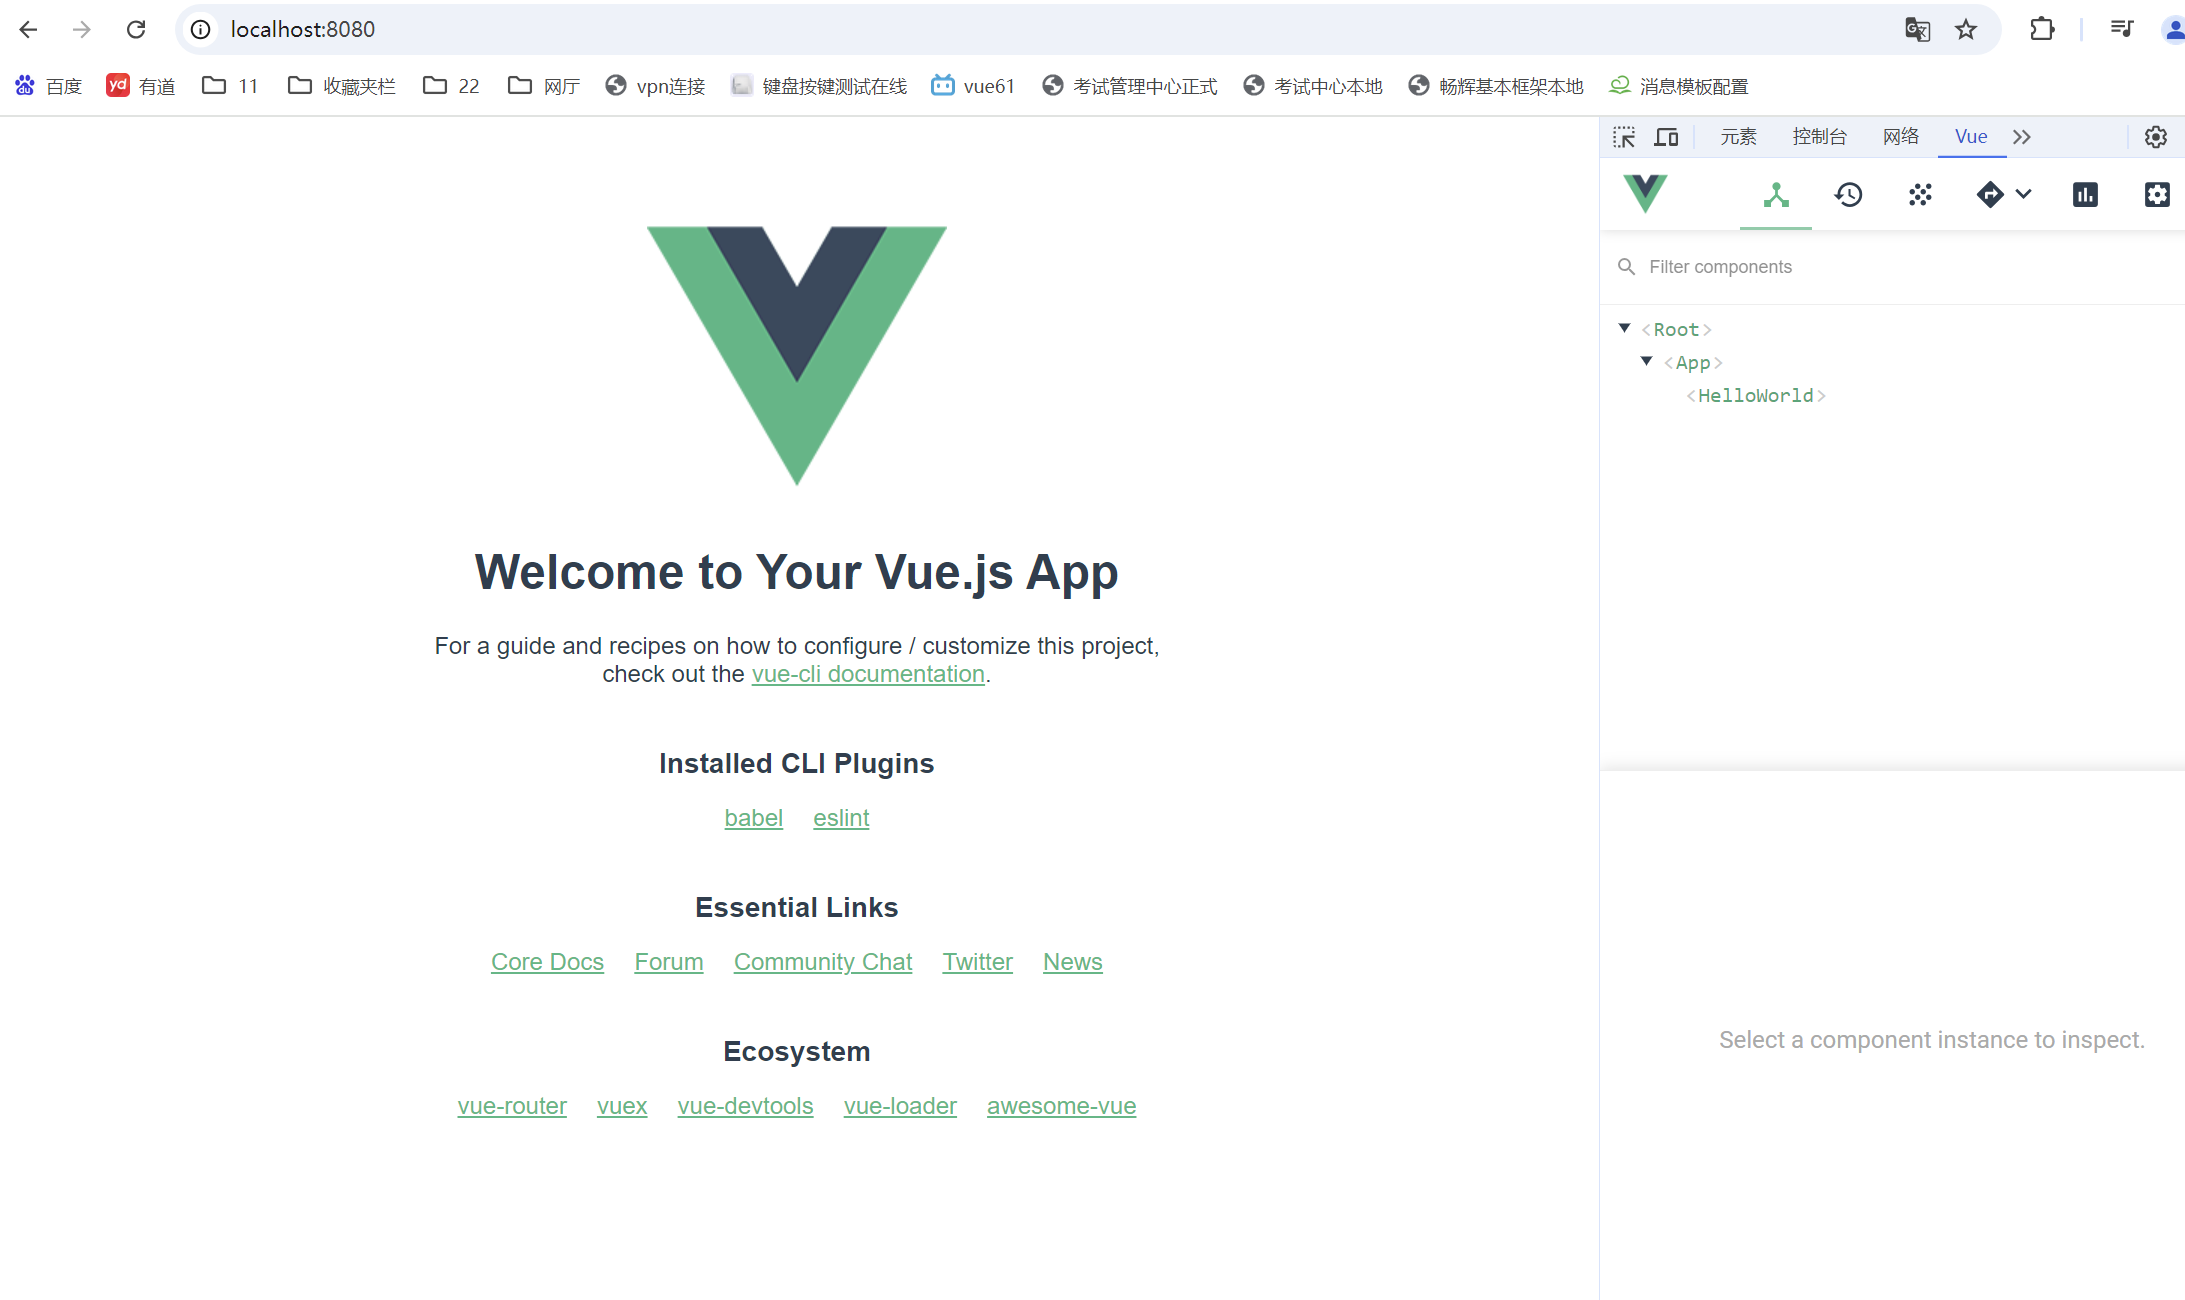 localhost:8080
百度 yd 有道 11 收藏夹栏 22 网厅 vpn连接 键盘按键测试在线 vue61 考试管理中心正式 考试中心本地 畅辉基本框架本地 消息模板配置
元素 控制台 网络 Vue
Filter components
<Root>
<App>
<HelloWorld>
Welcome to Your Vue.js App
For a guide and recipes on how to configure / customize this project,
check out the vue-cli documentation.
Installed CLI Plugins
babel eslint
Essential Links
Core Docs Forum Community Chat Twitter News
Ecosystem
vue-router vuex vue-devtools vue-loader awesome-vue
Select a component instance to inspect.